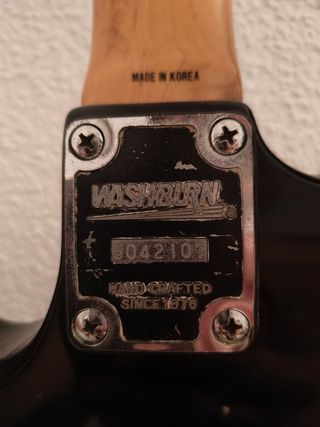 MADE IN KOREA
WASHBURN®
5042107
HAND CRAFTED
SINCE 1876